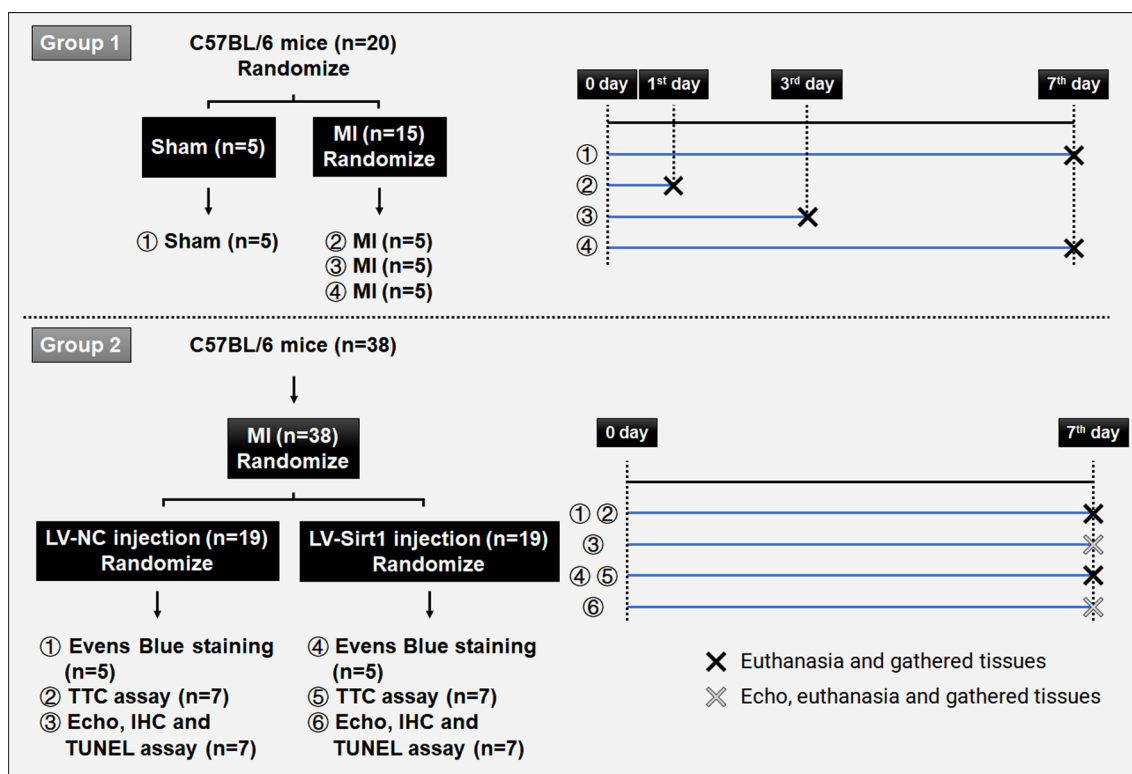 Group 1
C57BL/6 mice (n=20)
Randomize
Sham (n=5)
MI (n=15)
Randomize
① Sham (n=5)
② MI (n=5)
③ MI (n=5)
④ MI (n=5)
0 day
1st day
3rd day
7th day
①
②
③
④
Group 2
C57BL/6 mice (n=38)
MI (n=38)
Randomize
LV-NC injection (n=19)
Randomize
LV-Sirt1 injection (n=19)
Randomize
① Evens Blue staining
(n=5)
② TTC assay (n=7)
③ Echo, IHC and
TUNEL assay (n=7)
④ Evens Blue staining
(n=5)
⑤ TTC assay (n=7)
⑥ Echo, IHC and
TUNEL assay (n=7)
0 day
7th day
① ②
③
④ ⑤
⑥
Euthanasia and gathered tissues
Echo, euthanasia and gathered tissues